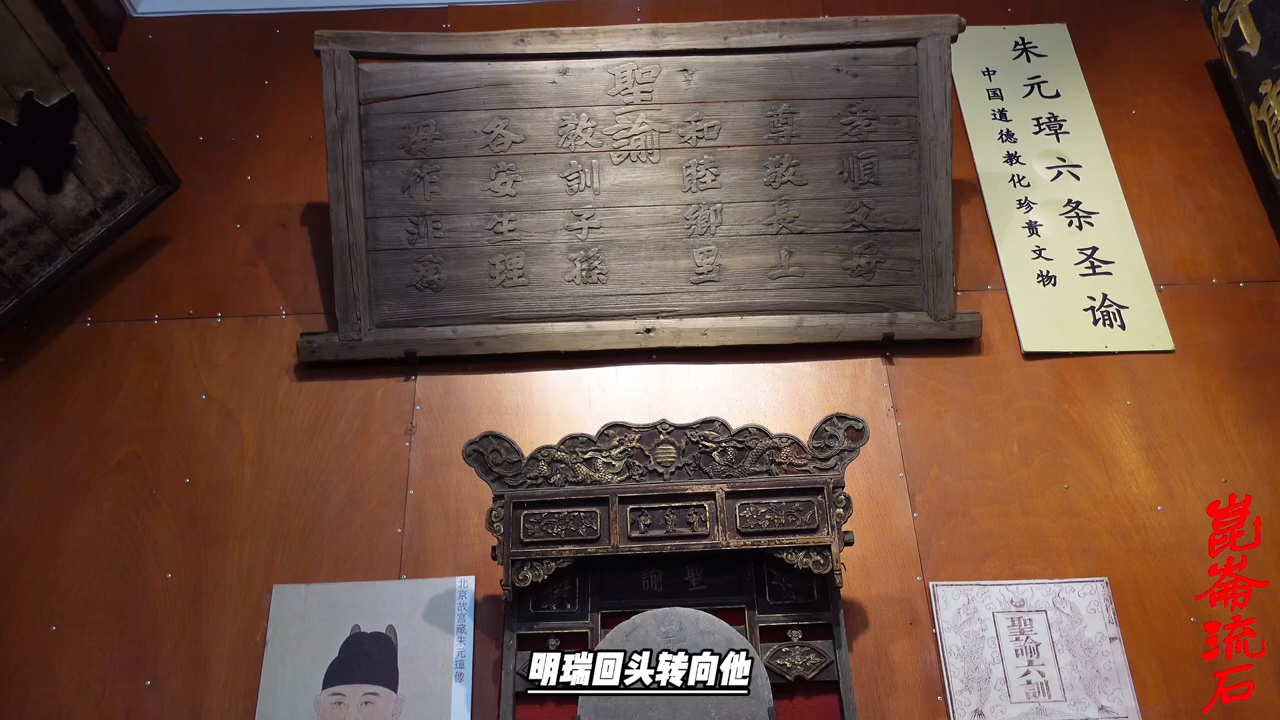 聖諭
孝順父母
尊敬長上
和睦鄉里
教訓子孫
各安生理
毋作非為
朱元璋六条圣谕
中国道德教化珍贵文物
聖諭
北京故宫藏朱元璋像
聖諭六訓
明瑞回头转向他
崑崙流石